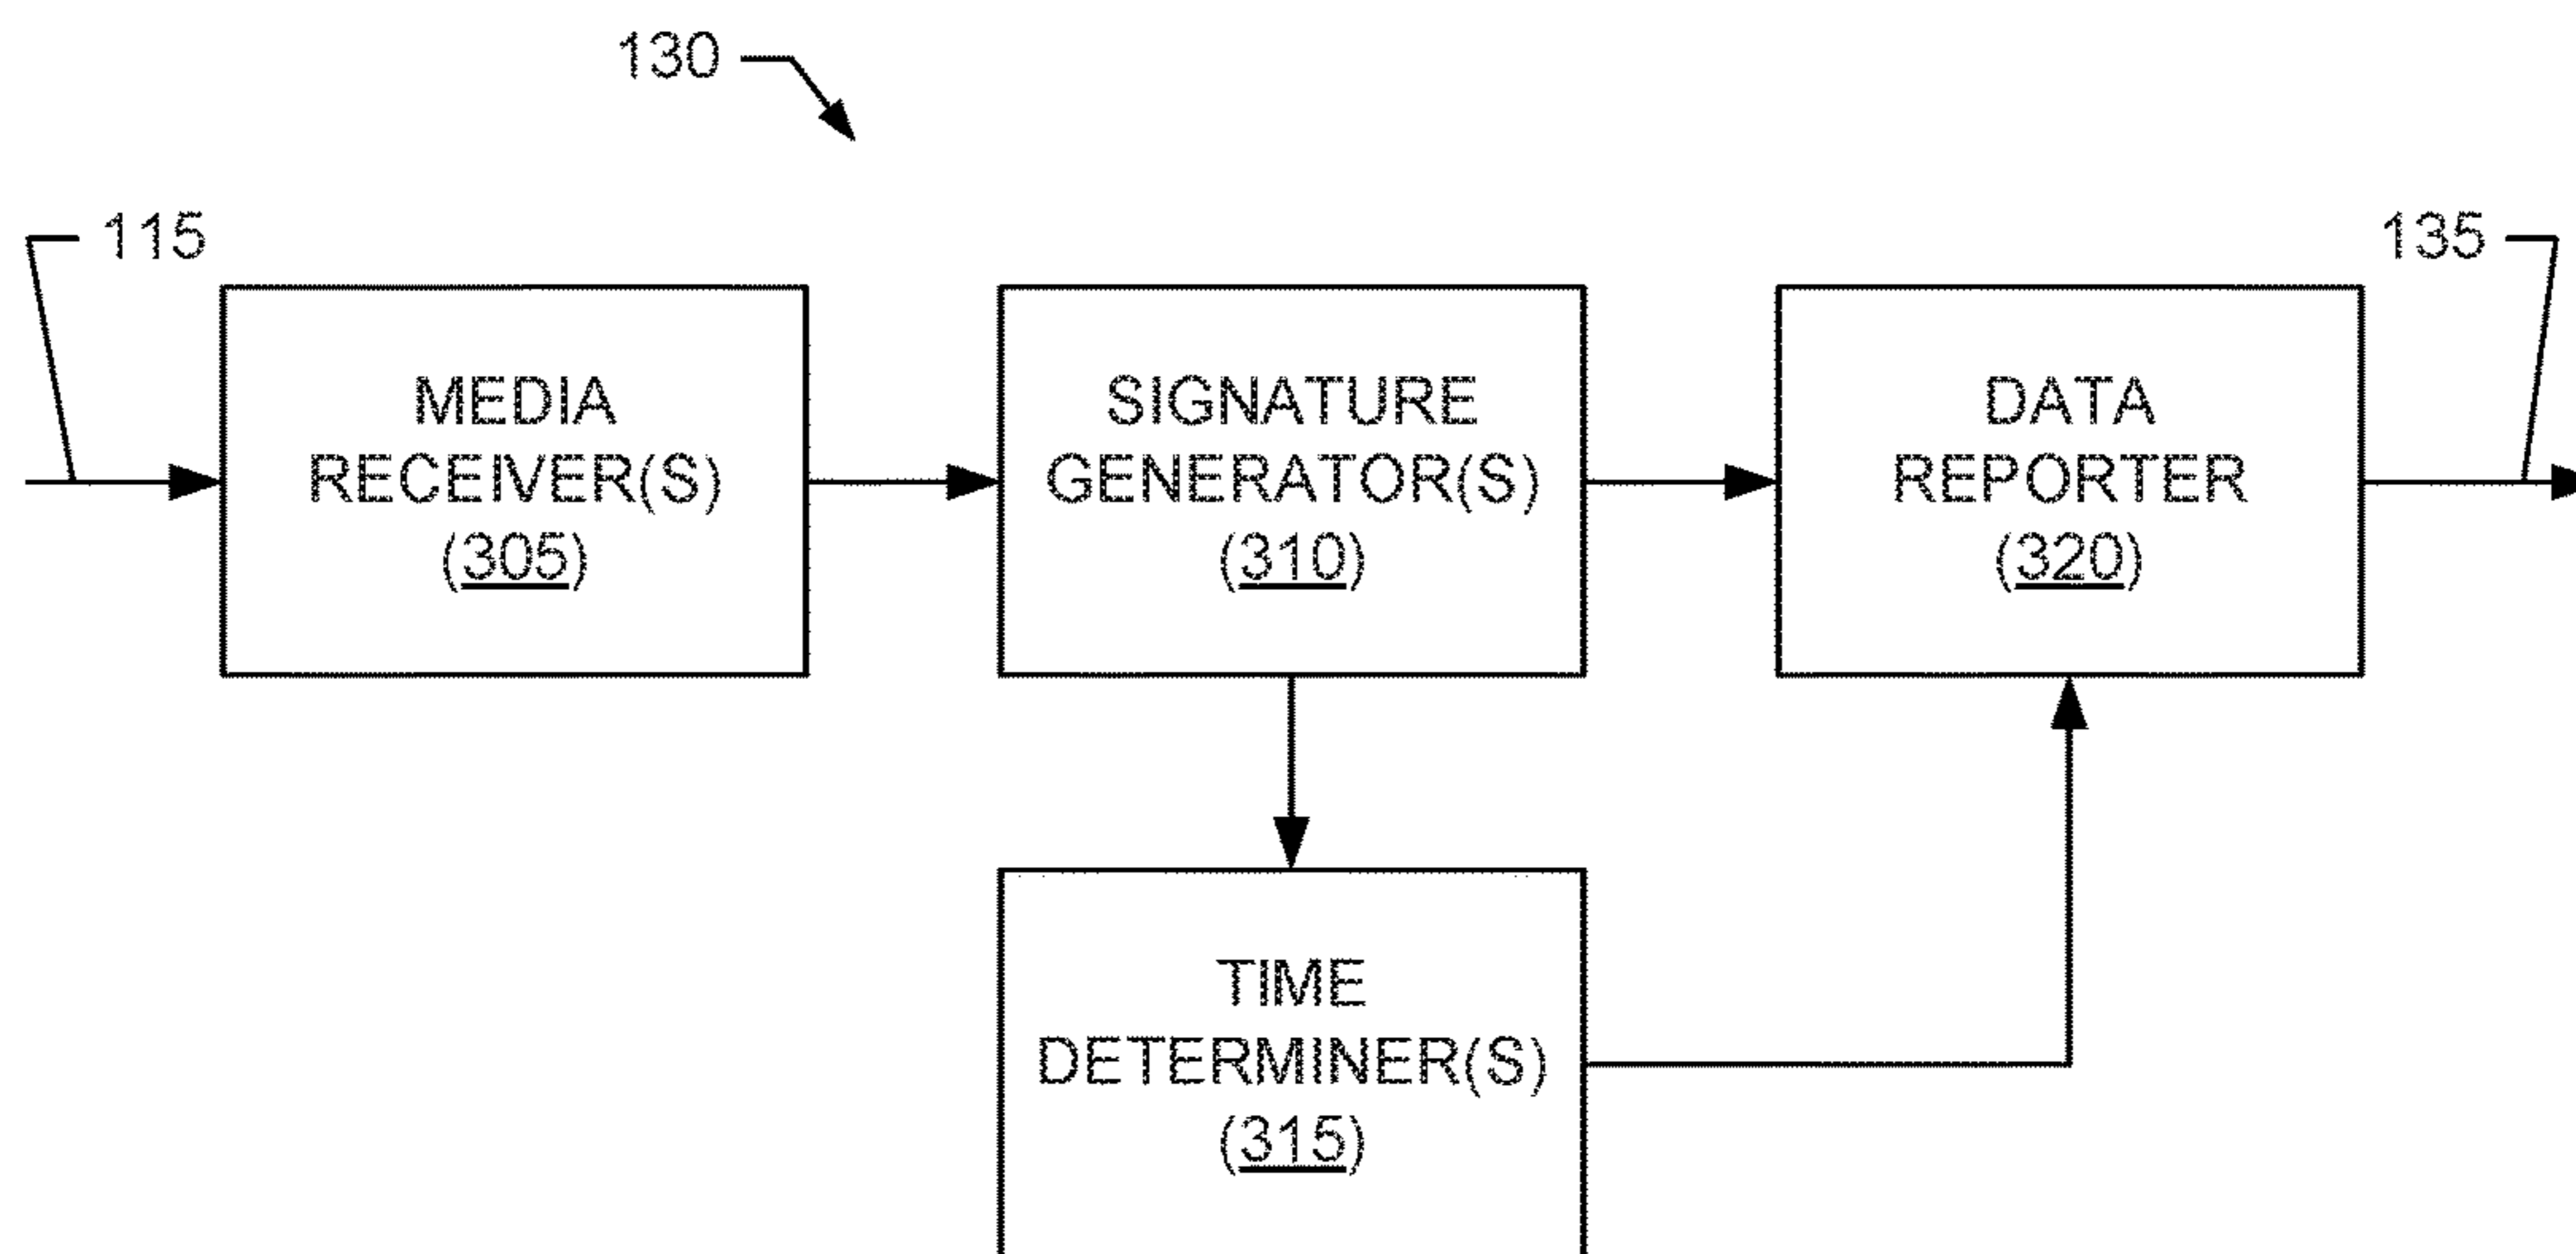 130
115
135
MEDIA
RECEIVER(S)
(305)
SIGNATURE
GENERATOR(S)
(310)
DATA
REPORTER
(320)
TIME
DETERMINER(S)
(315)